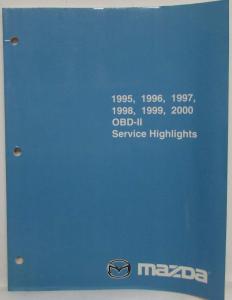 1995, 1996, 1997,
1998, 1999, 2000
OBD-II
Service Highlights
mazda